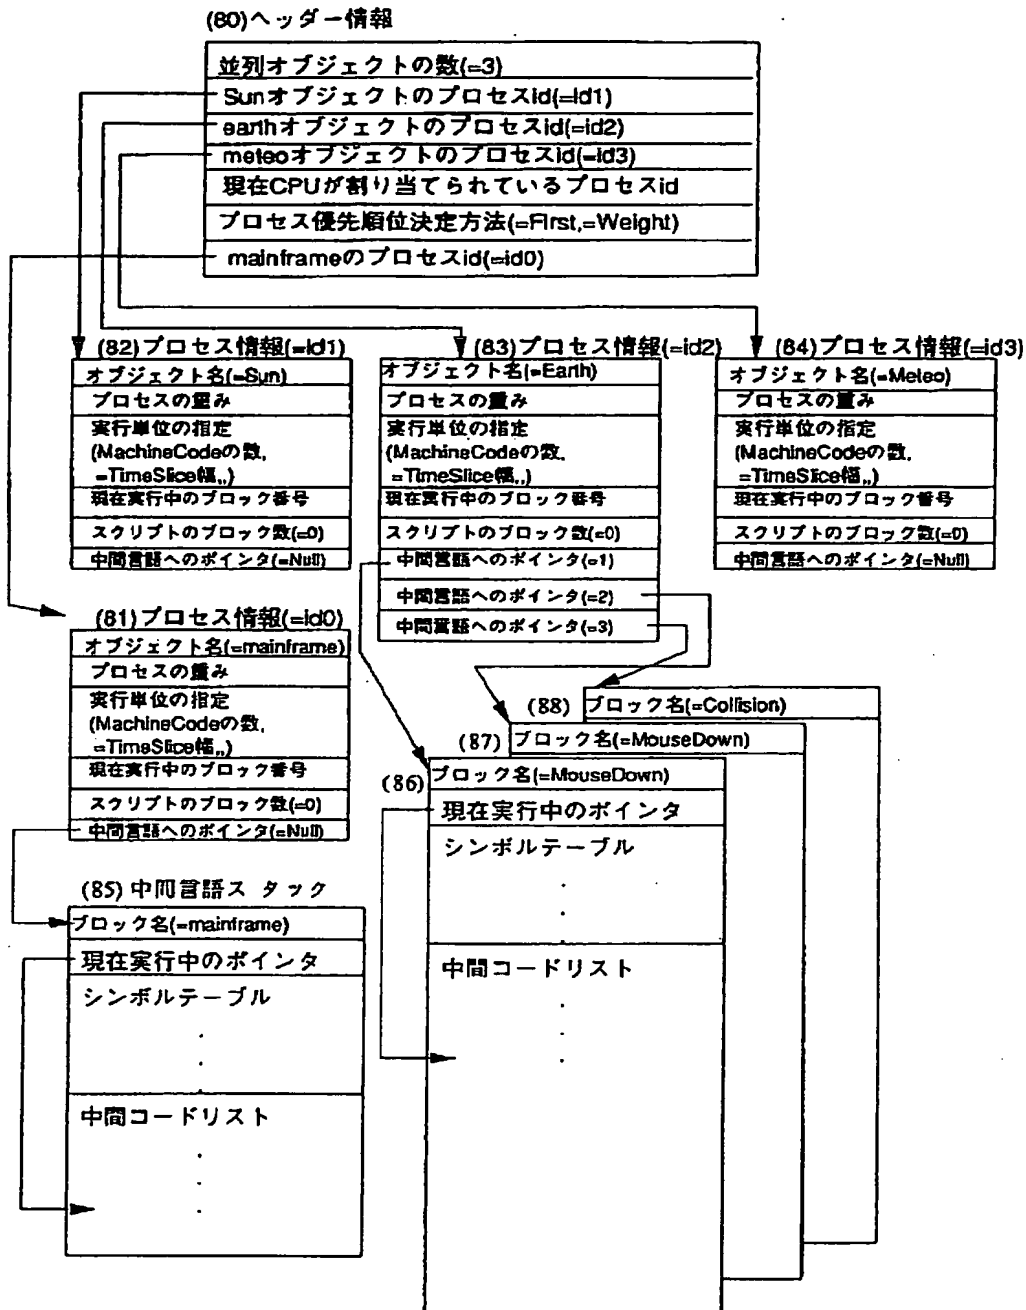 (80)ヘッダー情報
並列オブジェクトの数(=3)
SunオブジェクトのプロセスId(=Id1)
earthオブジェクトのプロセスid(=id2)
meteoオブジェクトのプロセスid(=id3)
現在CPUが割り当てられているプロセスid
プロセス優先順位決定方法(=First,=Weight)
mainframeのプロセスid(=id0)
(82)プロセス情報(=id1)
オブジェクト名(=Sun)
プロセスの重み
実行単位の指定
(MachineCodeの数,
=TimeSlice幅,,)
現在実行中のブロック番号
スクリプトのブロック数(=0)
中間言語へのポインタ(=Null)
(83)プロセス情報(=id2)
オブジェクト名(=Earth)
プロセスの重み
実行単位の指定
(MachineCodeの数,
=TimeSlice幅,,)
現在実行中のブロック番号
スクリプトのブロック数(=0)
中間言語へのポインタ(=1)
中間言語へのポインタ(=2)
中間言語へのポインタ(=3)
(84)プロセス情報(=id3)
オブジェクト名(=Meteo)
プロセスの重み
実行単位の指定
(MachineCodeの数,
=TimeSlice幅,,)
現在実行中のブロック番号
スクリプトのブロック数(=0)
中間言語へのポインタ(=Null)
(81)プロセス情報(=id0)
オブジェクト名(=mainframe)
プロセスの重み
実行単位の指定
(MachineCodeの数,
=TimeSlice幅,,)
現在実行中のブロック番号
スクリプトのブロック数(=0)
中間言語へのポインタ(=Null)
(88)
ブロック名(=Collision)
(87)
ブロック名(=MouseDown)
(86)
ブロック名(=MouseDown)
現在実行中のポインタ
シンボルテーブル
中間コードリスト
(85)中間言語スタック
ブロック名(=mainframe)
現在実行中のポインタ
シンボルテーブル
中間コードリスト